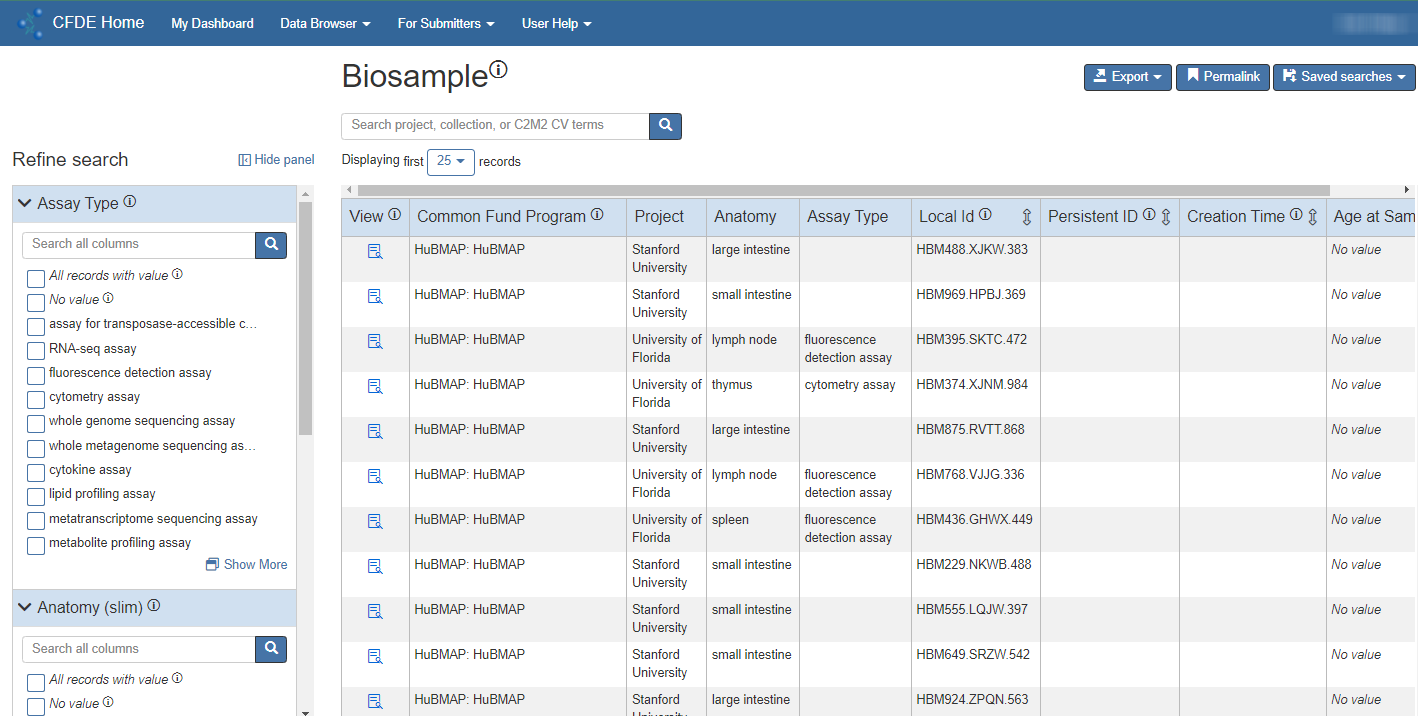 CFDE Home My Dashboard Data Browser For Submitters User Help
Biosample
Export Permalink Saved searches
Search project, collection, or C2M2 CV terms
Displaying first 25 records
Refine search Hide panel
Assay Type
Search all columns
All records with value
No value
assay for transposase-accessible c...
RNA-seq assay
fluorescence detection assay
cytometry assay
whole genome sequencing assay
whole metagenome sequencing as...
cytokine assay
lipid profiling assay
metatranscriptome sequencing assay
metabolite profiling assay
Show More
Anatomy (slim)
Search all columns
All records with value
No value
View Common Fund Program Project Anatomy Assay Type Local Id Persistent ID Creation Time Age at Sam
HuBMAP: HuBMAP Stanford large intestine HBM488.XJKW.383 No value
University
HuBMAP: HuBMAP Stanford small intestine HBM969.HPBJ.369 No value
University
HuBMAP: HuBMAP University of lymph node fluorescence HBM395.SKTC.472 No value
Florida detection assay
HuBMAP: HuBMAP University of thymus cytometry assay HBM374.XJNM.984 No value
Florida
HuBMAP: HuBMAP Stanford large intestine HBM875.RVTT.868 No value
University
HuBMAP: HuBMAP University of lymph node fluorescence HBM768.VJJG.336 No value
Florida detection assay
HuBMAP: HuBMAP University of spleen fluorescence HBM436.GHWX.449 No value
Florida detection assay
HuBMAP: HuBMAP Stanford small intestine HBM229.NKWB.488 No value
University
HuBMAP: HuBMAP Stanford small intestine HBM555.LQJW.397 No value
University
HuBMAP: HuBMAP Stanford small intestine HBM649.SRZW.542 No value
University
HuBMAP: HuBMAP Stanford large intestine HBM924.ZPQN.563 No value